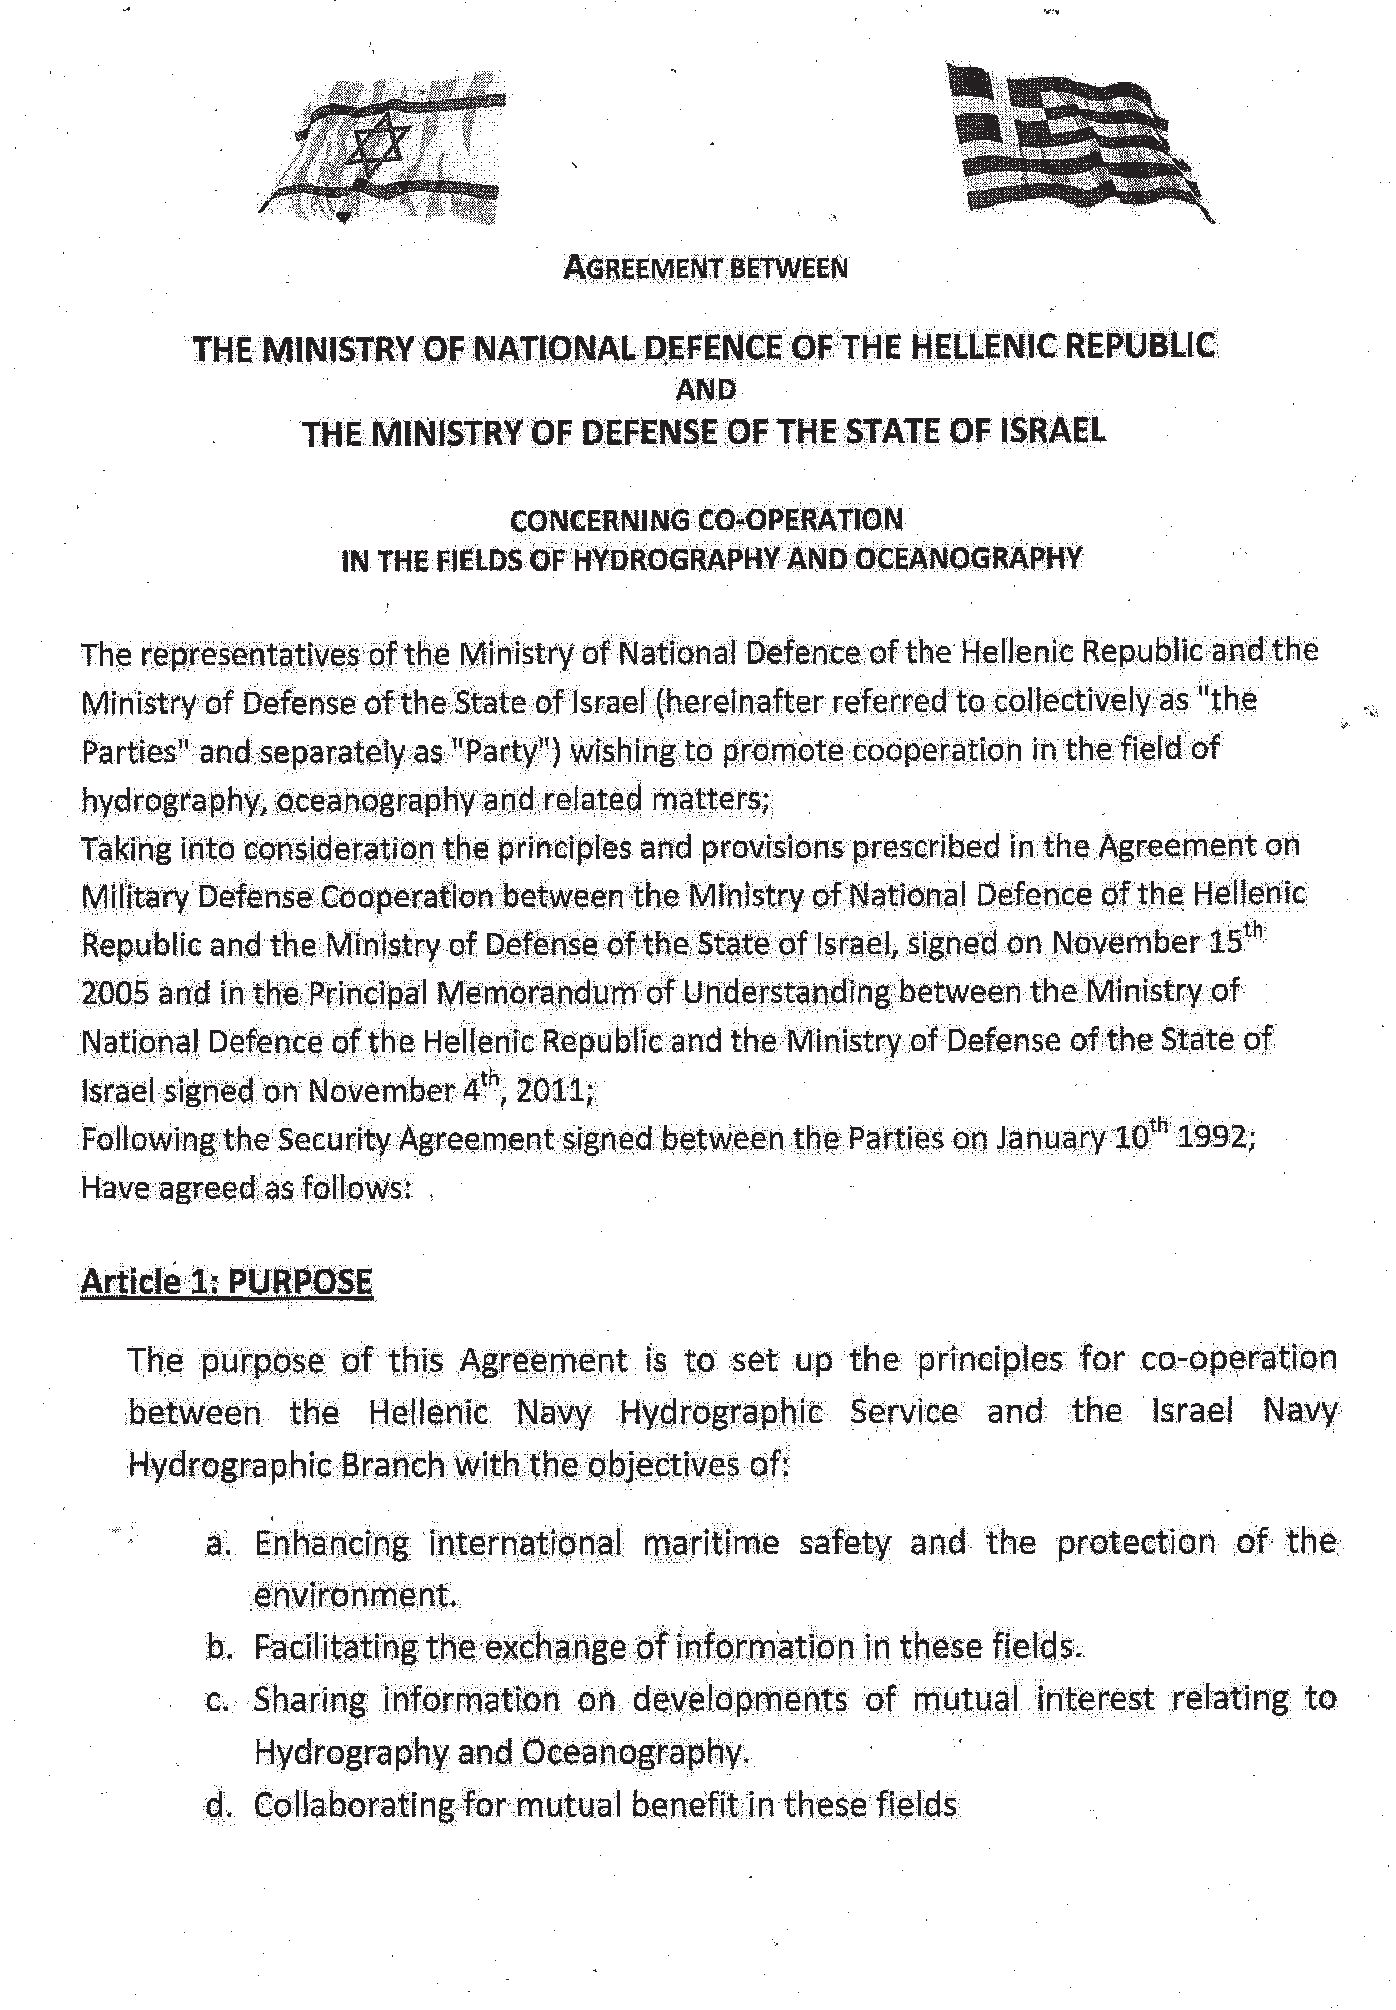 AGREEMENT BETWEEN
THE MINISTRY OF NATIONAL DEFENCE OF THE HELLENIC REPUBLIC
AND
THE MINISTRY OF DEFENSE OF THE STATE OF ISRAEL
CONCERNING CO-OPERATION
IN THE FIELDS OF HYDROGRAPHY AND OCEANOGRAPHY
The representatives of the Ministry of National Defence of the Hellenic Republic and the
Ministry of Defense of the State of Israel (hereinafter referred to collectively as "the
Parties" and separately as "Party") wishing to promote cooperation in the field of
hydrography, oceanography and related matters;
Taking into consideration the principles and provisions prescribed in the Agreement on
Military Defense Cooperation between the Ministry of National Defence of the Hellenic
Republic and the Ministry of Defense of the State of Israel, signed on November 15th
2005 and in the Principal Memorandum of Understanding between the Ministry of
National Defence of the Hellenic Republic and the Ministry of Defense of the State of
Israel signed on November 4th, 2011;
Following the Security Agreement signed between the Parties on January 10th 1992;
Have agreed as follows:
Article 1: PURPOSE
The purpose of this Agreement is to set up the principles for co-operation
between the Hellenic Navy Hydrographic Service and the Israel Navy
Hydrographic Branch with the objectives of:
a. Enhancing international maritime safety and the protection of the
environment.
b. Facilitating the exchange of information in these fields.
c. Sharing information on developments of mutual interest relating to
Hydrography and Oceanography.
d. Collaborating for mutual benefit in these fields